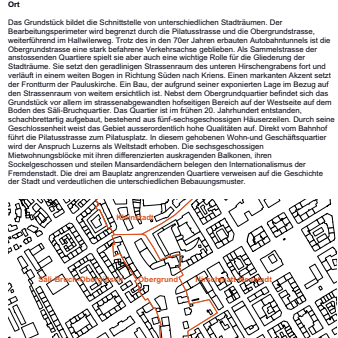 Ort
Das Grundstück bildet die Schnittstelle von unterschiedlichen Stadträumen. Der
Bearbeitungsperimeter wird begrenzt durch die Pilatusstrasse und die Obergrundstrasse,
weiterführend im Hallwilerweg. Trotz des in den 70er Jahren erbauten Autobahntunnels ist die
Obergrundstrasse eine stark befahrene Verkehrsachse geblieben. Als Sammelstrasse der
anstossenden Quartiere spielt sie aber auch eine wichtige Rolle für die Gliederung der
Stadträume. Sie setzt den geradlinigen Strassenraum des unteren Hirschengrabens fort und
verläuft in einem weiten Bogen in Richtung Süden nach Kriens. Einen markanten Akzent setzt
der Frontturm der Pauluskirche. Ein Bau, der aufgrund seiner exponierten Lage im Bezug auf
den Strassenraum von weitem ersichtlich ist. Nebst dem Obergrundquartier befindet sich das
Grundstück vor allem im strassenabgewandten hofseitigen Bereich auf der Westseite auf dem
Boden des Säli-Bruchquartier. Das Quartier ist im frühen 20. Jahrhundert entstanden,
schachbrettartig aufgebaut, bestehend aus fünf-sechsgeschossigen Häuserzeilen. Durch seine
Geschlossenheit weist das Gebiet ausserordentlich hohe Qualitäten auf. Direkt vom Bahnhof
führt die Pilatusstrasse zum Pilatusplatz. In diesem gehobenen Wohn-und Geschäftsquartier
wird der Anspruch Luzerns als Weltstadt erhoben. Die sechsgeschossigen
Mietwohnungsblöcke mit ihren differenzierten auskragenden Balkonen, ihren
Sockelgeschossen und steilen Mansardendächern belegen den Internationalismus der
Fremdenstadt. Die drei am Bauplatz angrenzenden Quartiere verweisen auf die Geschichte
der Stadt und verdeutlichen die unterschiedlichen Bebauungsmuster.